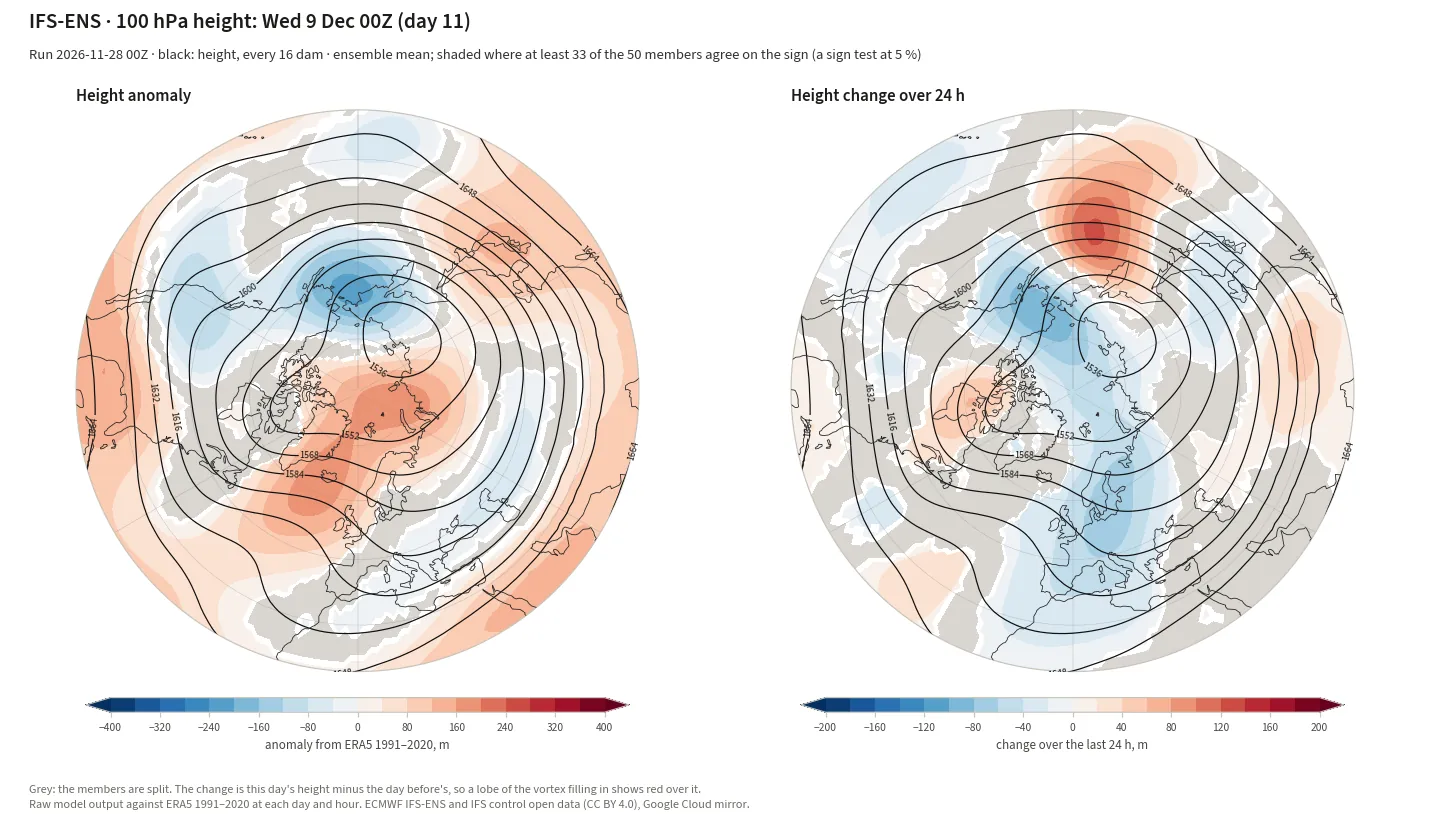 IFS-ENS · 100 hPa height: Wed 9 Dec 00Z (day 11)
Run 2026-11-28 00Z · black: height, every 16 dam · ensemble mean; shaded where at least 33 of the 50 members agree on the sign (a sign test at 5 %)
Height anomaly
Height change over 24 h
1648
1664
1600
1536
1632
1616
1552
1568
1584
1664
1664
1648
1648
1664
1600
1536
1632
1616
1552
1568
1584
1664
1664
1648
−400 −320 −240 −160 −80 0 80 160 240 320 400
anomaly from ERA5 1991–2020, m
−200 −160 −120 −80 −40 0 40 80 120 160 200
change over the last 24 h, m
Grey: the members are split. The change is this day's height minus the day before's, so a lobe of the vortex filling in shows red over it.
Raw model output against ERA5 1991–2020 at each day and hour. ECMWF IFS-ENS and IFS control open data (CC BY 4.0), Google Cloud mirror.